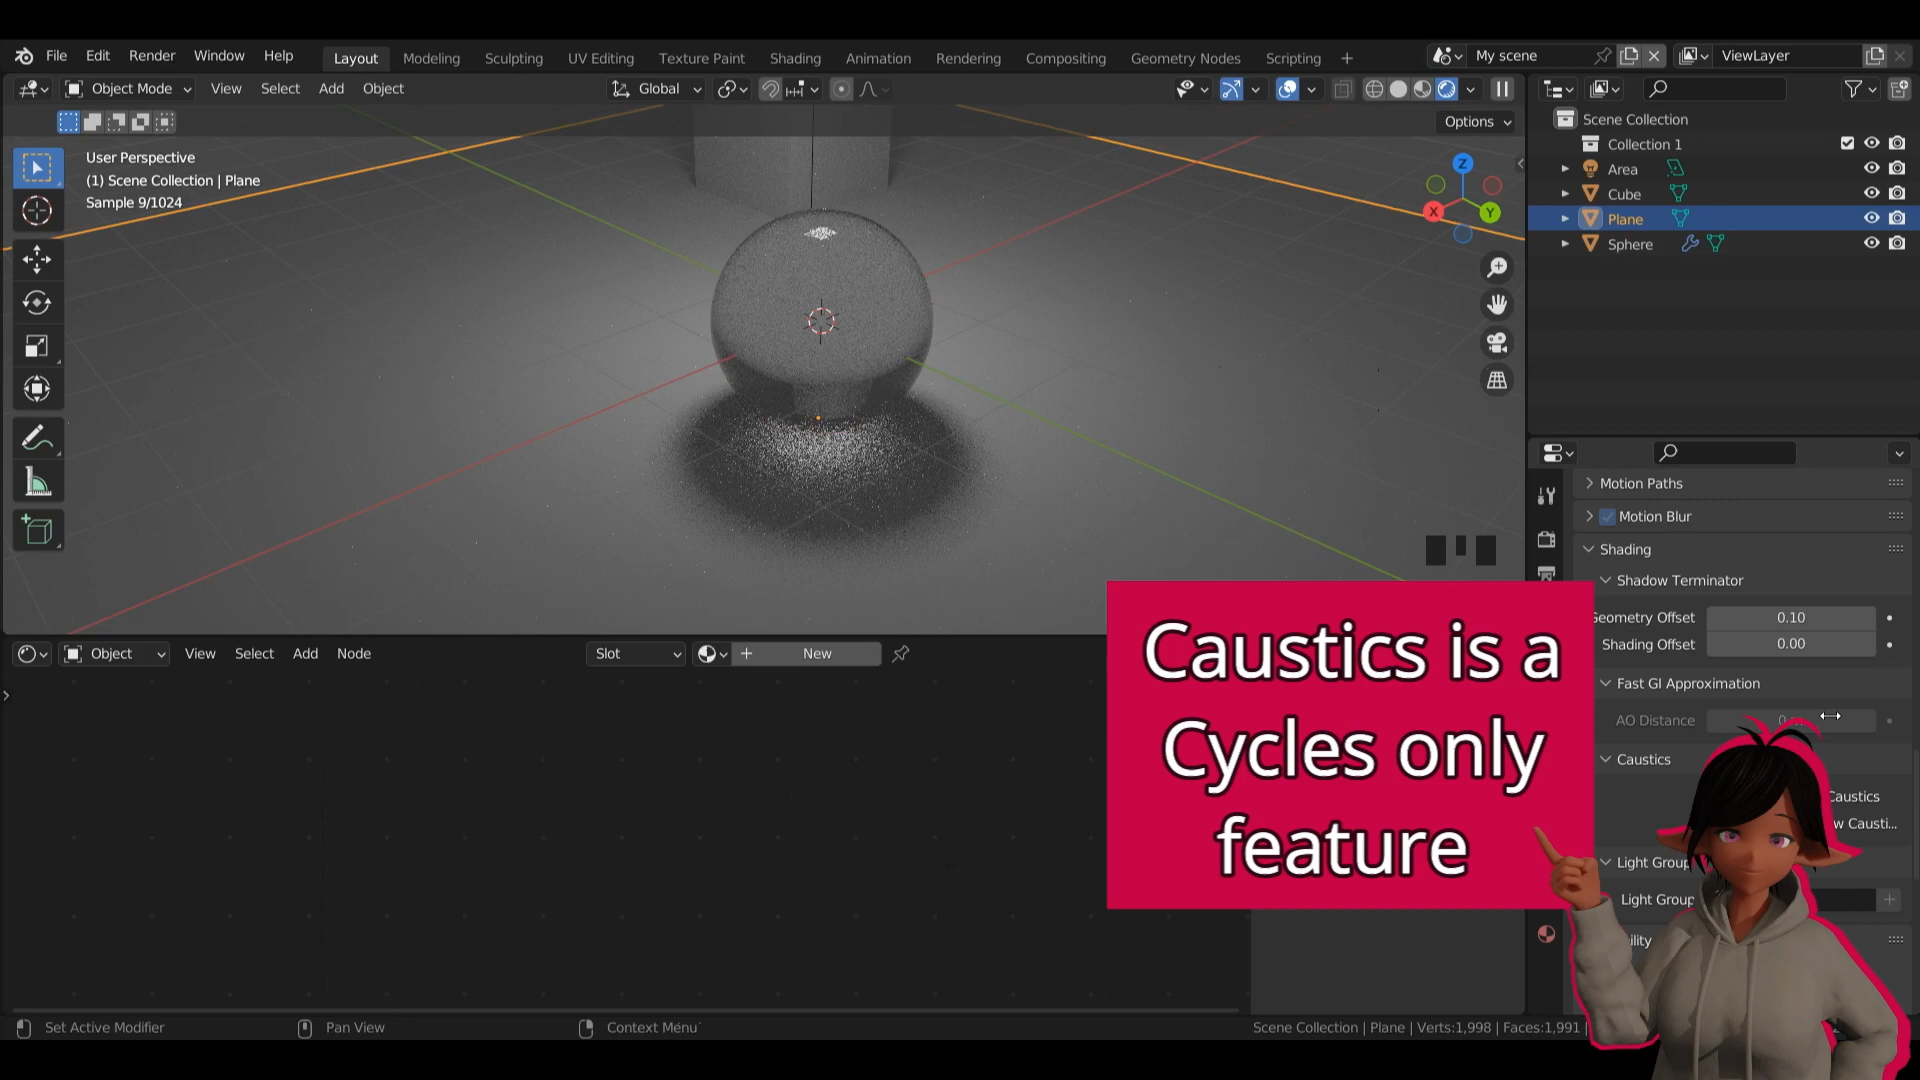 File Edit Render Window Help Layout Modeling Sculpting UV Editing Texture Paint Shading Animation Rendering Compositing Geometry Nodes Scripting + My scene ViewLayer
Object Mode View Select Add Object Global
Options
User Perspective
(1) Scene Collection | Plane
Sample 9/1024
Z
X
Y
Scene Collection
Collection 1
Area
Cube
Plane
Sphere
Motion Paths
Motion Blur
Shading
Shadow Terminator
Geometry Offset 0.10
Shading Offset 0.00
Fast GI Approximation
AO Distance
Caustics
Caustics
Light Group
Light Group
Object View Select Add Node Slot New
Caustics is a
Cycles only
feature
Set Active Modifier Pan View Context Menu Scene Collection | Plane | Verts:1,998 | Faces:1,991 |